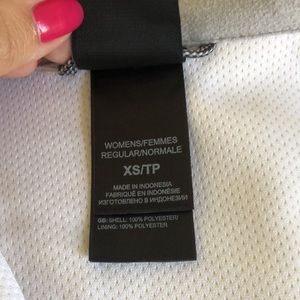 WOMENS/FEMMES
REGULAR/NORMALE
XS/TP
MADE IN INDONESIA
FABRIQUÉ EN INDONÉSIE
ИЗГОТОВЛЕНО В ИНДОНЕЗИИ
GB: SHELL: 100% POLYESTER/
LINING: 100% POLYESTER